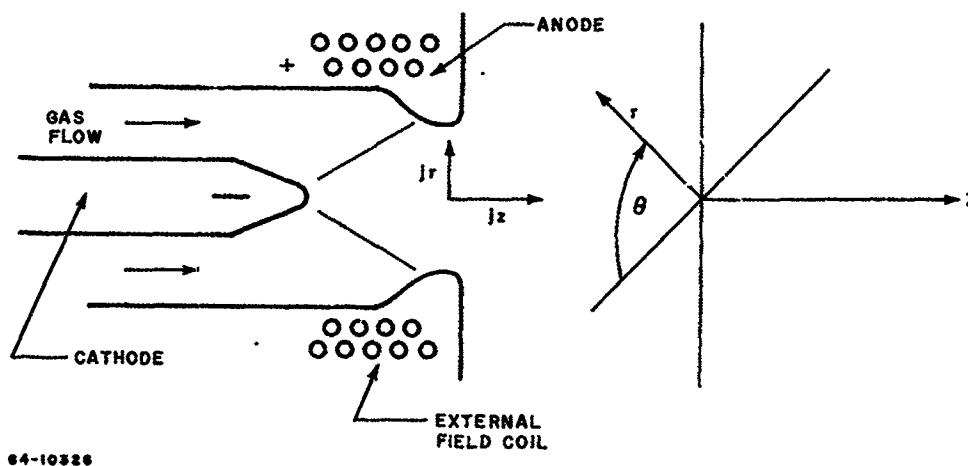 ANODE
+
GAS
FLOW
jr
jz
−
CATHODE
EXTERNAL
FIELD COIL
r
θ
z
64-10326